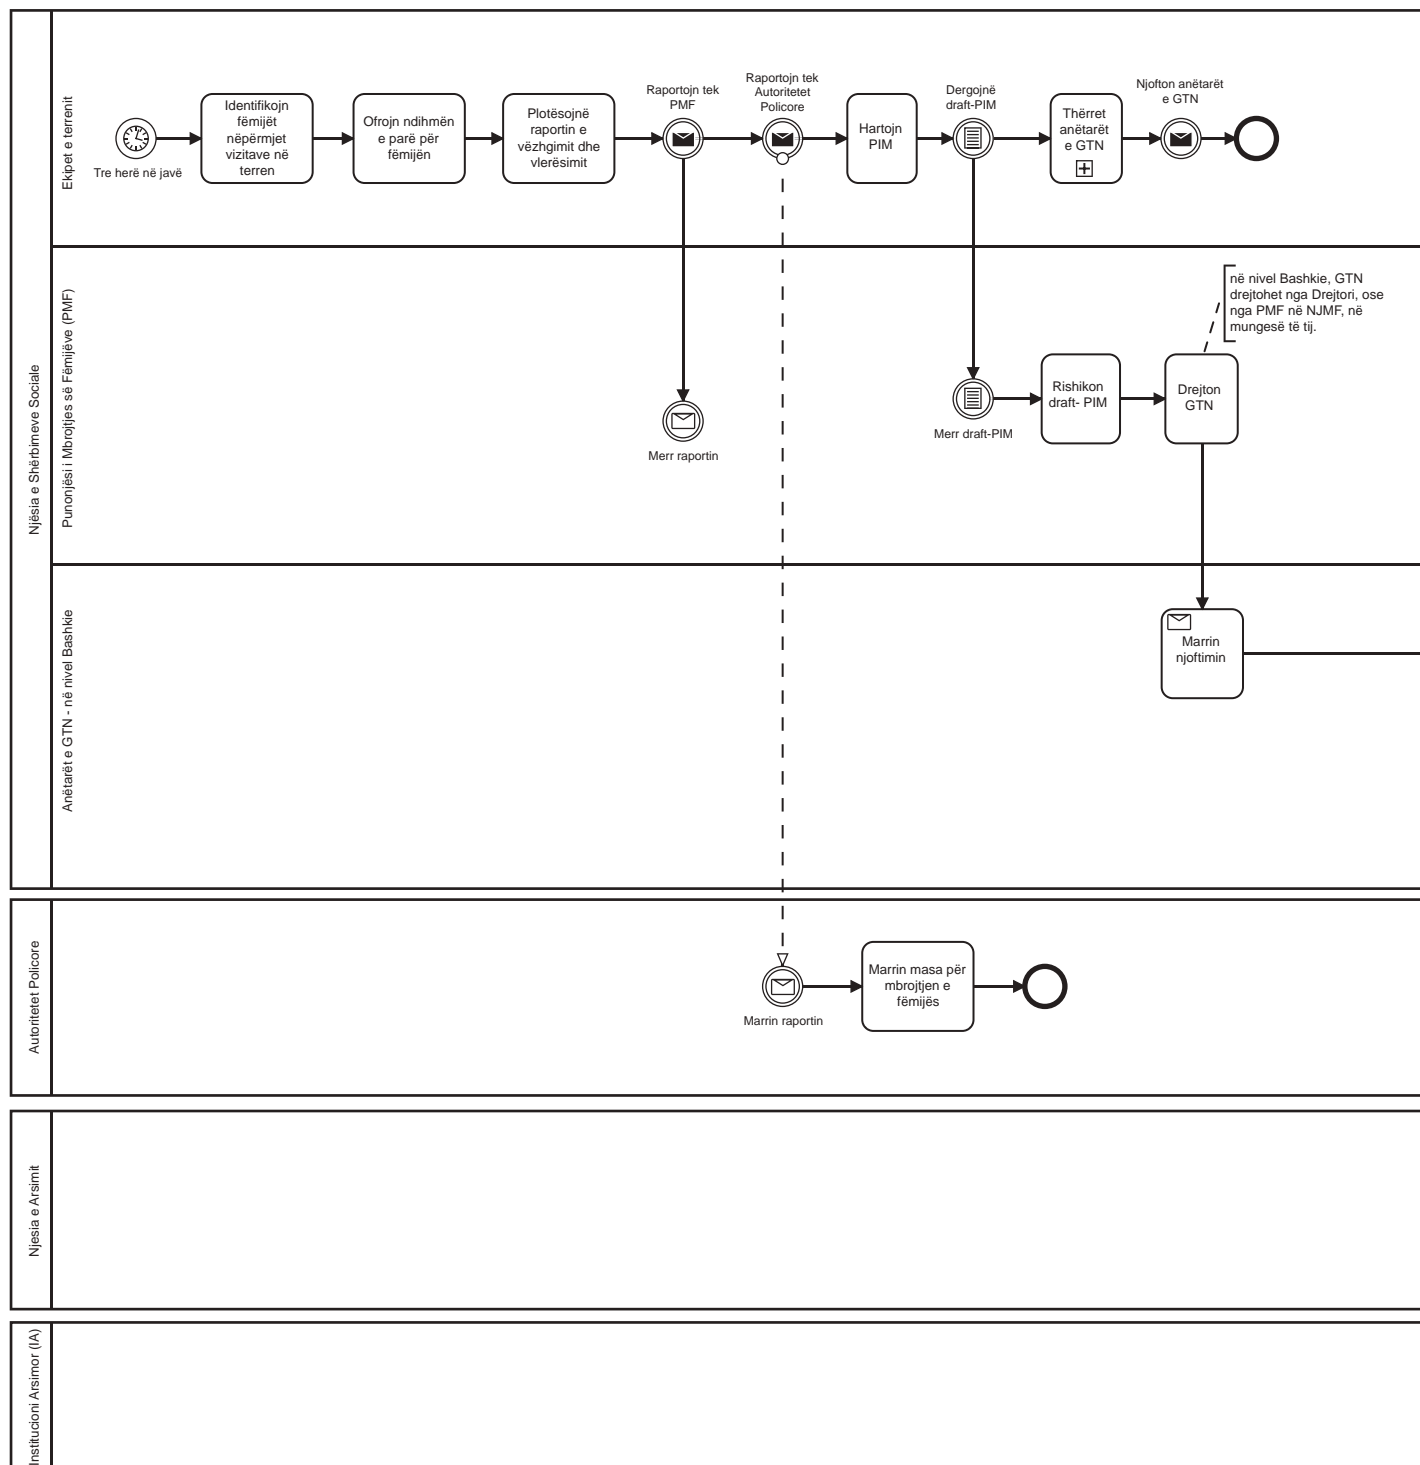 Njësia e Shërbimeve Sociale
Ekipet e terrenit
Tre herë në javë
Identifikojn
fëmijët
nëpërmjet
vizitave në
terren
Ofrojn ndihmën
e parë për
fëmijën
Plotësojnë
raportin e
vëzhgimit dhe
vlerësimit
Raportojn tek
PMF
Raportojn tek
Autoritetet
Policore
Hartojn
PIM
Dergojnë
draft-PIM
Thërret
anëtarët
e GTN
Njofton anëtarët
e GTN
Punonjësi i Mbrojtjes së Fëmijëve (PMF)
Merr raportin
Merr draft-PIM
Rishikon
draft- PIM
Drejton
GTN
në nivel Bashkie, GTN
drejtohet nga Drejtori, ose
nga PMF në NJMF, në
mungesë të tij.
Anëtarët e GTN - në nivel Bashkie
Marrin
njoftimin
Autoritetet Policore
Marrin raportin
Marrin masa për
mbrojtjen e
fëmijës
Njesia e Arsimit
Institucioni Arsimor (IA)